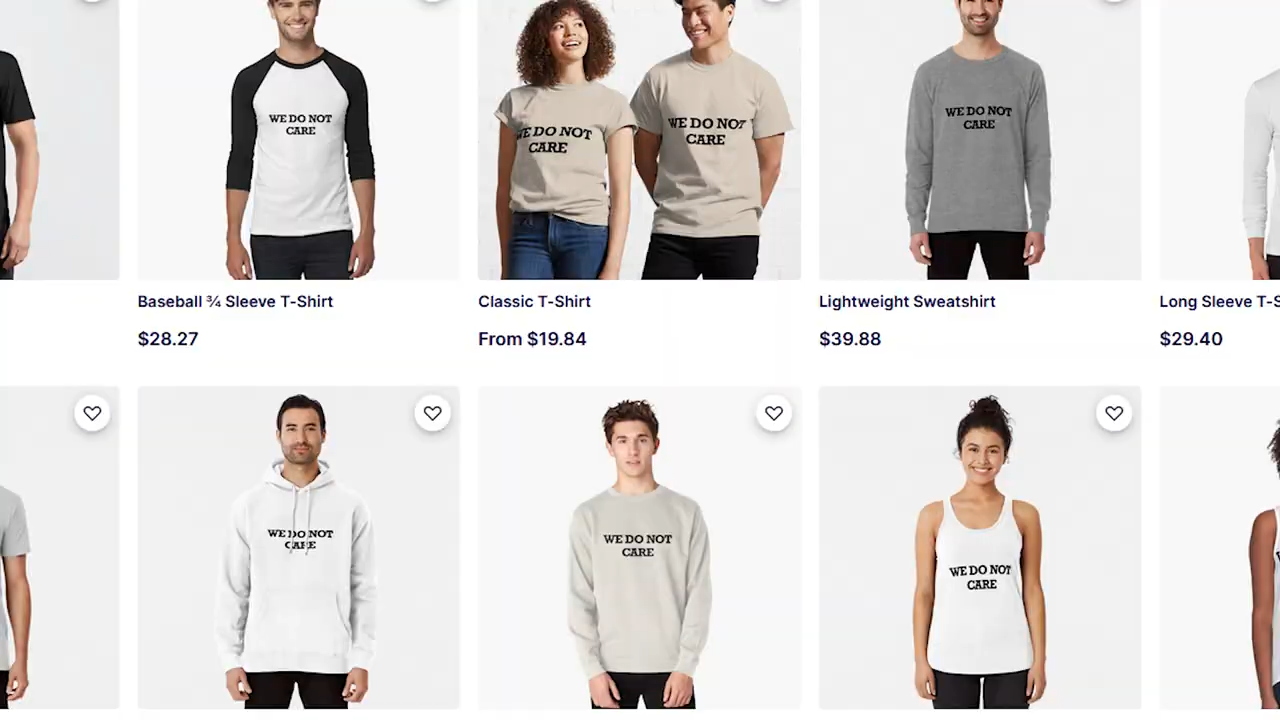 WE DO NOT
CARE
WE DO NOT
CARE
WE DO NOT
CARE
WE DO NOT
CARE
Baseball ¾ Sleeve T-Shirt
Classic T-Shirt
Lightweight Sweatshirt
Long Sleeve T-S
$28.27
From $19.84
$39.88
$29.40
WE DO NOT
CARE
WE DO NOT
CARE
WE DO NOT
CARE